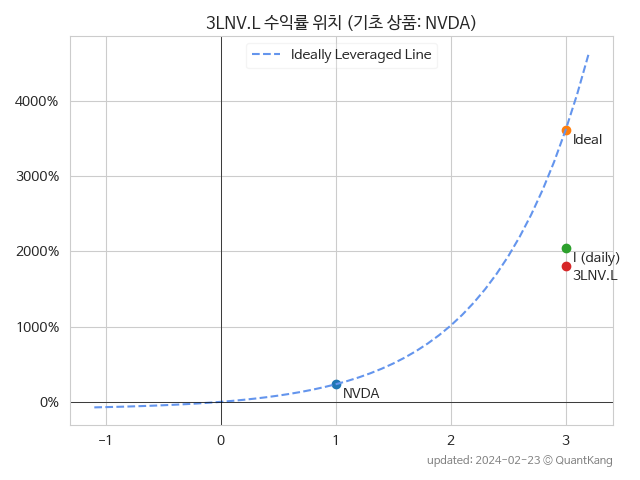 3LNV.L 수익률 위치 (기초 상품: NVDA)
Ideally Leveraged Line
4000%
Ideal
3000%
2000%
I (daily)
3LNV.L
1000%
NVDA
0%
-1 0 1 2 3
updated: 2024-02-23 © QuantKang